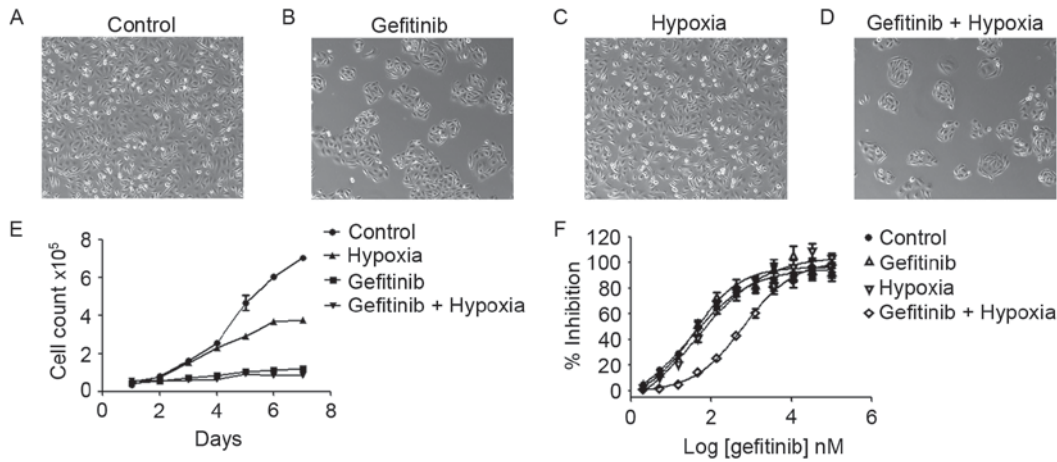 A
Control
B
Gefitinib
C
Hypoxia
D
Gefitinib + Hypoxia
E
Cell count x10⁵
8
6
4
2
0
0 2 4 6 8
Days
Control
Hypoxia
Gefitinib
Gefitinib + Hypoxia
F
% Inhibition
120
100
80
60
40
20
0
0 2 4 6
Log [gefitinib] nM
Control
Gefitinib
Hypoxia
Gefitinib + Hypoxia